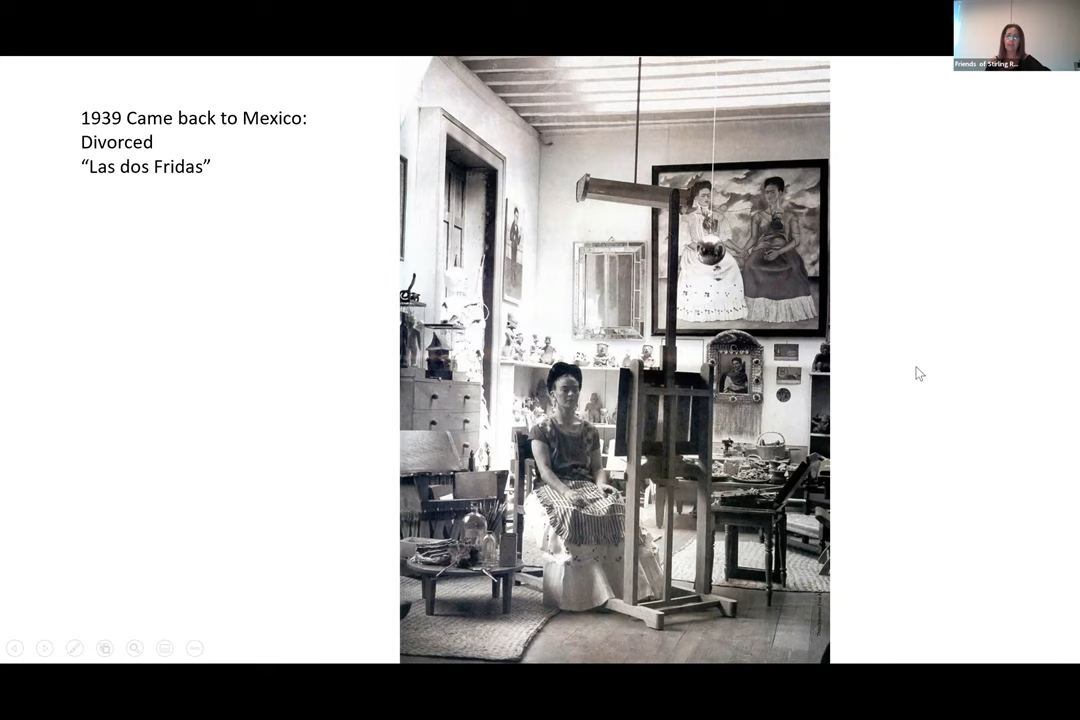 1939 Came back to Mexico:
Divorced
“Las dos Fridas”
Friends of Stirling R...